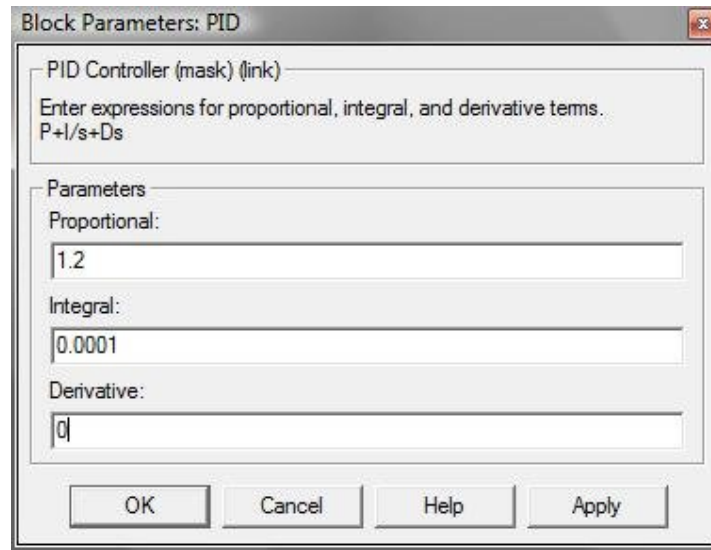 Block Parameters: PID
x
PID Controller (mask) (link)
Enter expressions for proportional, integral, and derivative terms.
P+I/s+Ds
Parameters
Proportional:
1.2
Integral:
0.0001
Derivative:
0
OK Cancel Help Apply